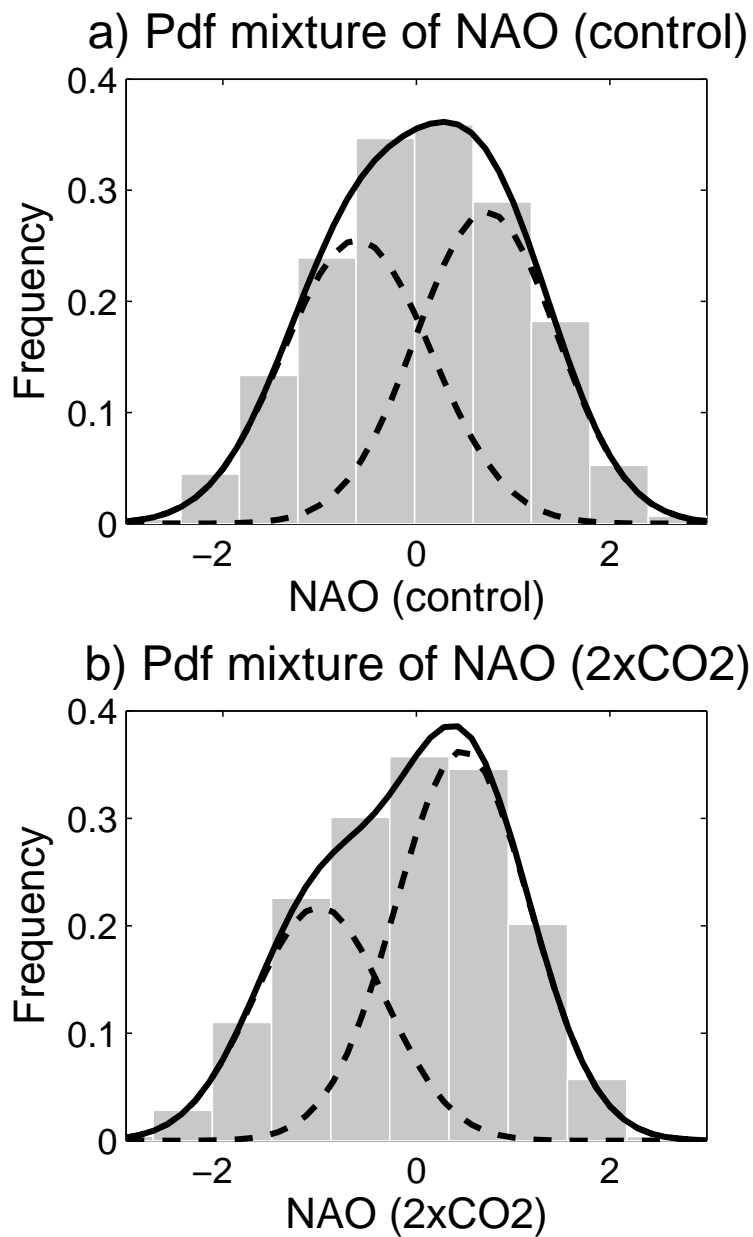 a) Pdf mixture of NAO (control)
0.4
0.3
0.2
0.1
0
Frequency
−2 0 2
NAO (control)
b) Pdf mixture of NAO (2xCO2)
0.4
0.3
0.2
0.1
0
Frequency
−2 0 2
NAO (2xCO2)